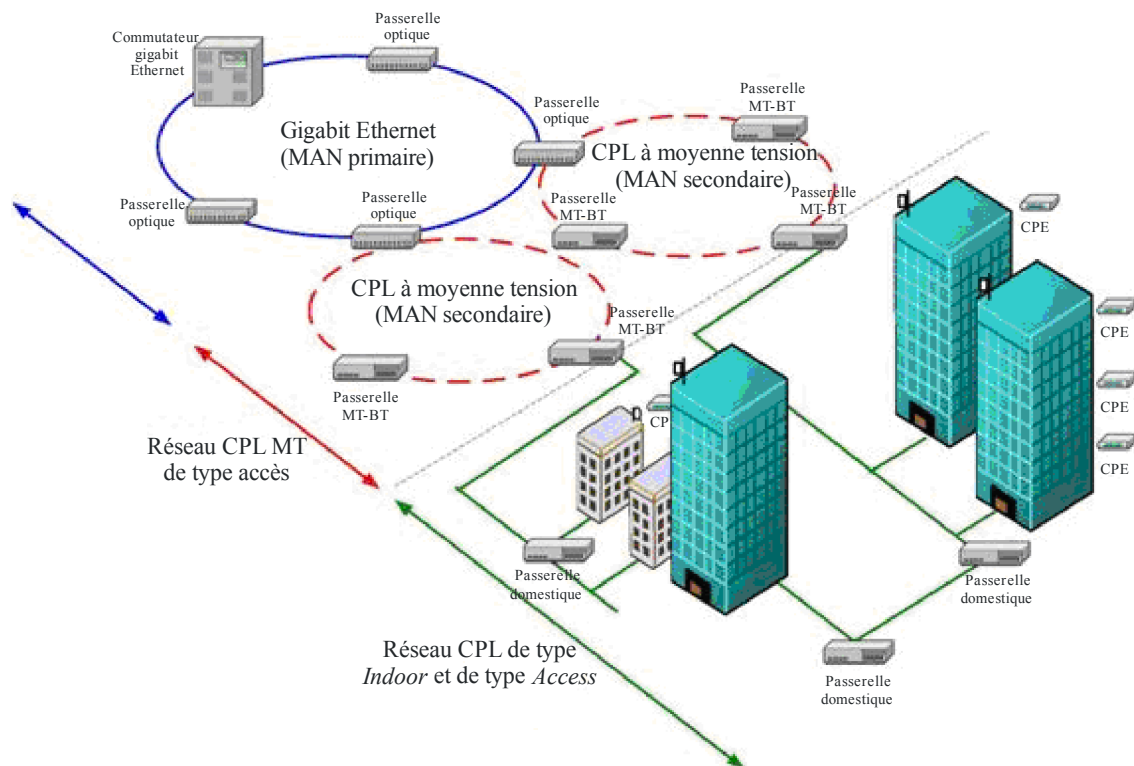 Passerelle
optique
Commutateur
gigabit
Ethernet
Passerelle
optique
Passerelle
MT-BT
Gigabit Ethernet
(MAN primaire)
CPL à moyenne tension
(MAN secondaire)
Passerelle
optique
Passerelle
optique
Passerelle
MT-BT
Passerelle
MT-BT
CPE
CPL à moyenne tension
(MAN secondaire)
Passerelle
MT-BT
CPE
Passerelle
MT-BT
CPE
CP
CPE
Réseau CPL MT
de type accès
Passerelle
domestique
Passerelle
domestique
Réseau CPL de type
Indoor et de type Access
Passerelle
domestique